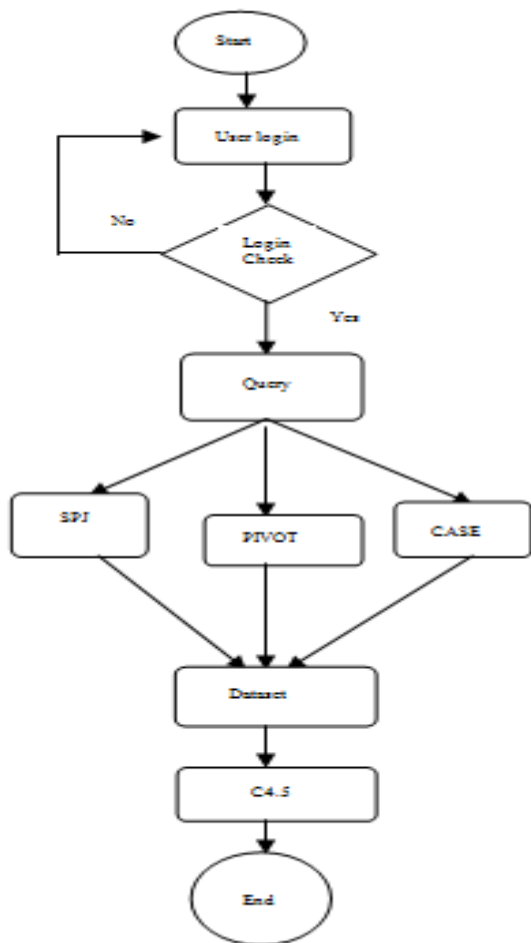 Start
User login
No
Login
Check
Yes
Query
SPJ
PIVOT
CASE
Dataset
C4.5
End